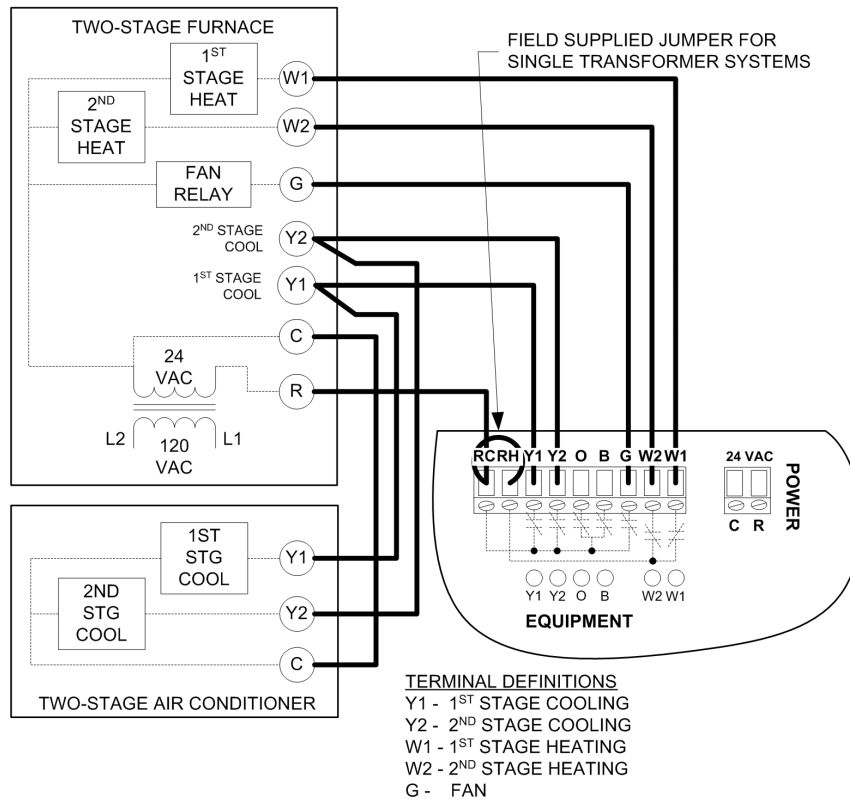 TWO-STAGE FURNACE
1ST
STAGE
HEAT
W1
2ND
STAGE
HEAT
W2
FAN
RELAY
G
2ND STAGE
COOL
Y2
1ST STAGE
COOL
Y1
C
24
VAC
R
L2
L1
120
VAC
FIELD SUPPLIED JUMPER FOR
SINGLE TRANSFORMER SYSTEMS
RC RH Y1 Y2 O B G W2 W1
24 VAC
C R
POWER
Y1 Y2 O B W2 W1
EQUIPMENT
1ST
STG
COOL
Y1
2ND
STG
COOL
Y2
C
TWO-STAGE AIR CONDITIONER
TERMINAL DEFINITIONS
Y1 - 1ST STAGE COOLING
Y2 - 2ND STAGE COOLING
W1 - 1ST STAGE HEATING
W2 - 2ND STAGE HEATING
G - FAN